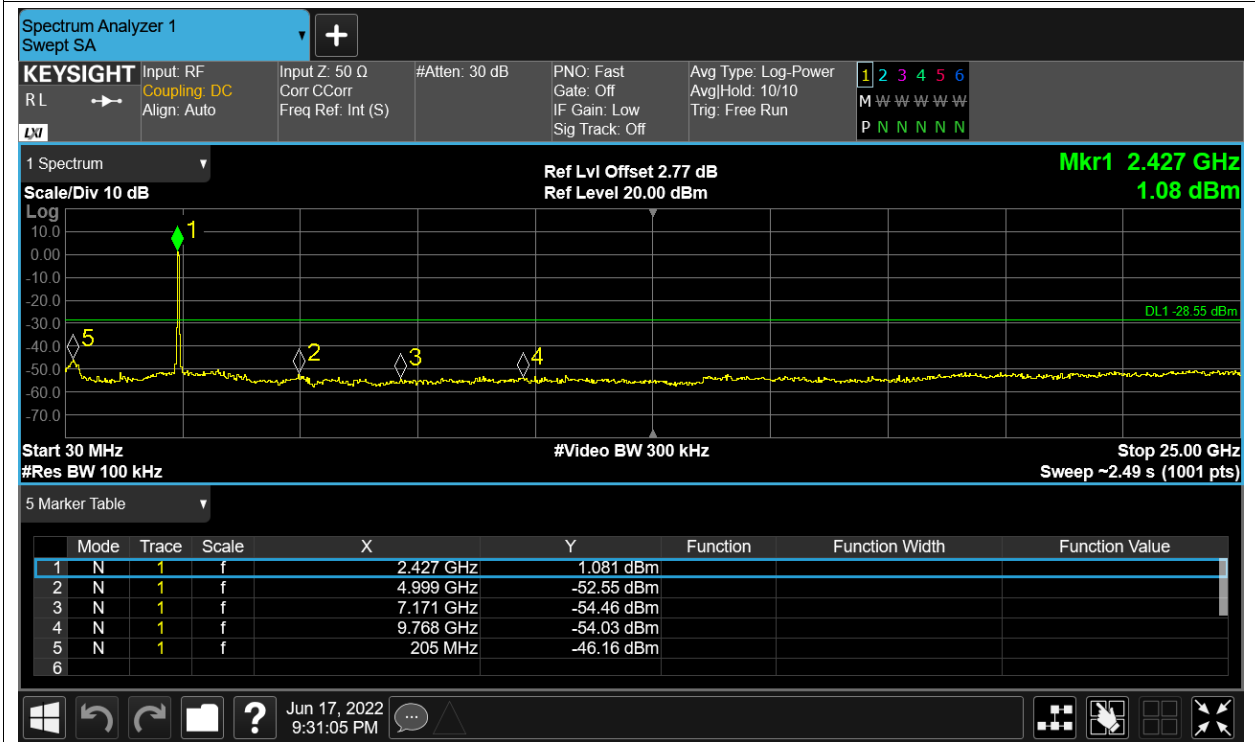 Spectrum Analyzer 1
Swept SA
+
KEYSIGHT
R L
LXI
Input: RF
Coupling: DC
Align: Auto
Input Z: 50 Ω
Corr CCorr
Freq Ref: Int (S)
#Atten: 30 dB
PNO: Fast
Gate: Off
IF Gain: Low
Sig Track: Off
Avg Type: Log-Power
Avg|Hold: 10/10
Trig: Free Run
1 2 3 4 5 6
M W W W W W
P N N N N N
1 Spectrum
Scale/Div 10 dB
Ref Lvl Offset 2.77 dB
Ref Level 20.00 dBm
Mkr1 2.427 GHz
1.08 dBm
Log
10.0
0.00
-10.0
-20.0
-30.0
-40.0
-50.0
-60.0
-70.0
1
5
2
3
4
DL1 -28.55 dBm
Start 30 MHz
#Video BW 300 kHz
Stop 25.00 GHz
#Res BW 100 kHz
Sweep ~2.49 s (1001 pts)
5 Marker Table
Mode Trace Scale X Y Function Function Width Function Value
1 N 1 f 2.427 GHz 1.081 dBm
2 N 1 f 4.999 GHz -52.55 dBm
3 N 1 f 7.171 GHz -54.46 dBm
4 N 1 f 9.768 GHz -54.03 dBm
5 N 1 f 205 MHz -46.16 dBm
6
?
Jun 17, 2022
9:31:05 PM